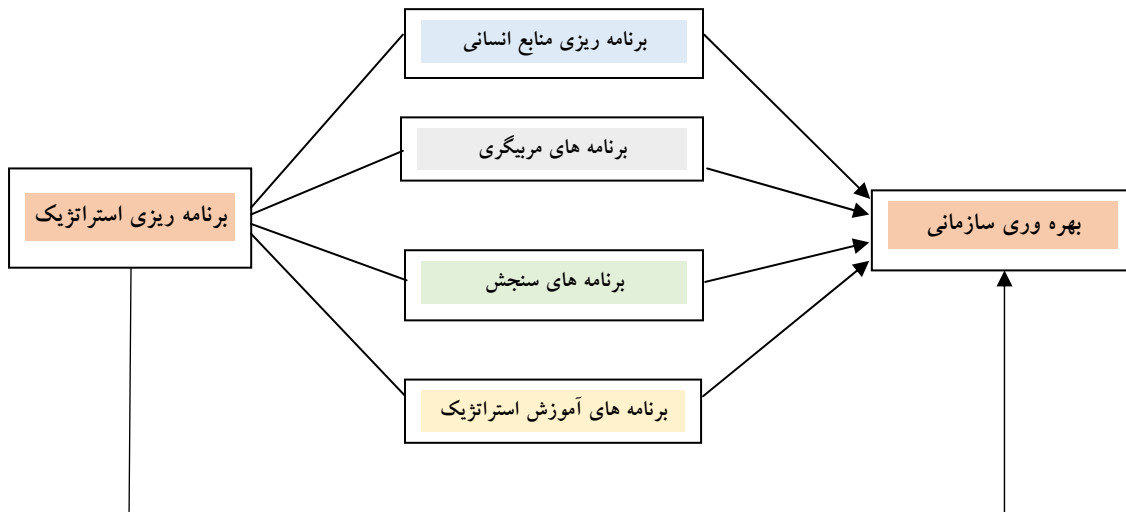 برنامه ریزی منابع انسانی
برنامه های مربیگری
برنامه ریزی استراتژیک
بهره وری سازمانی
برنامه های سنجش
برنامه های آموزش استراتژیک